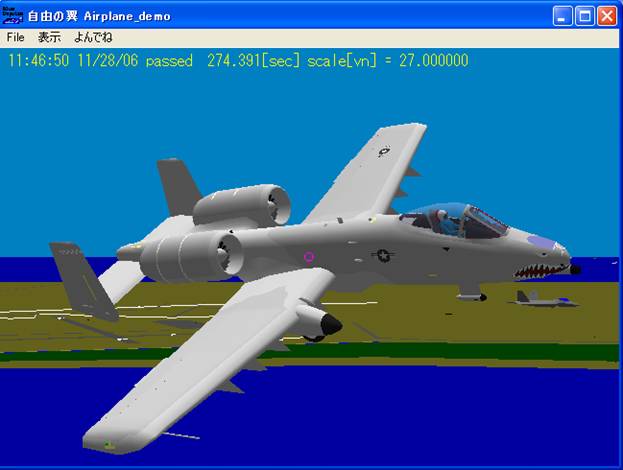 自由の翼 Airplane_demo
File 表示 よんでね
11:46:50 11/28/06 passed 274.391[sec] scale[vn] = 27.000000